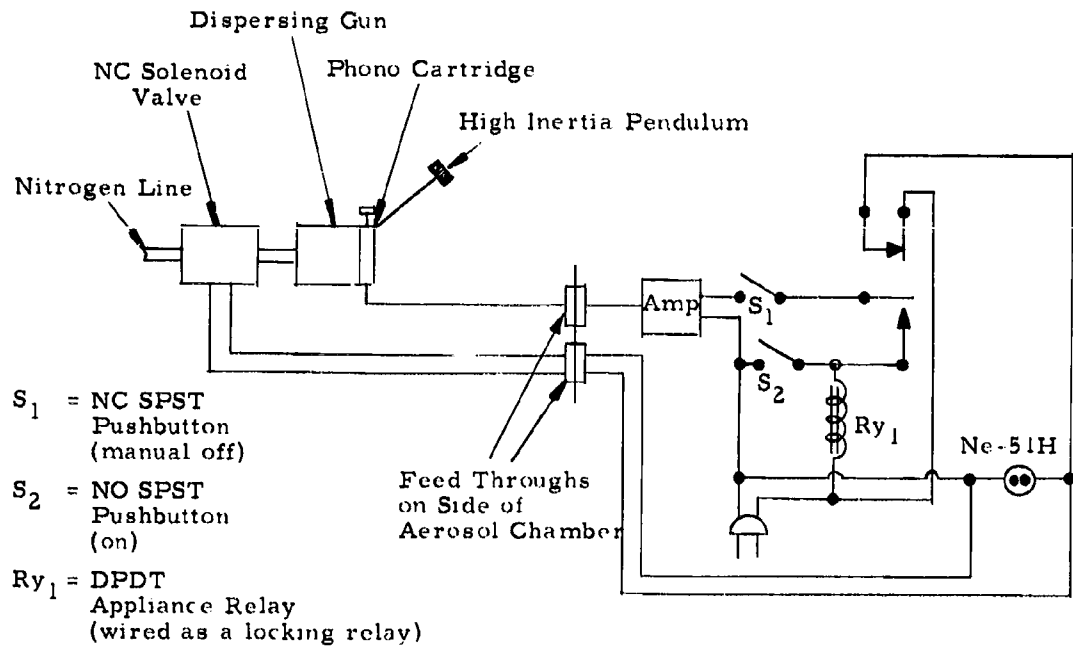 Dispersing Gun
NC Solenoid
Valve
Phono Cartridge
High Inertia Pendulum
Nitrogen Line
Amp
S1
S2
Ry1
Ne-51H
Feed Throughs
on Side of
Aerosol Chamber
S1 = NC SPST
Pushbutton
(manual off)
S2 = NO SPST
Pushbutton
(on)
Ry1 = DPDT
Appliance Relay
(wired as a locking relay)